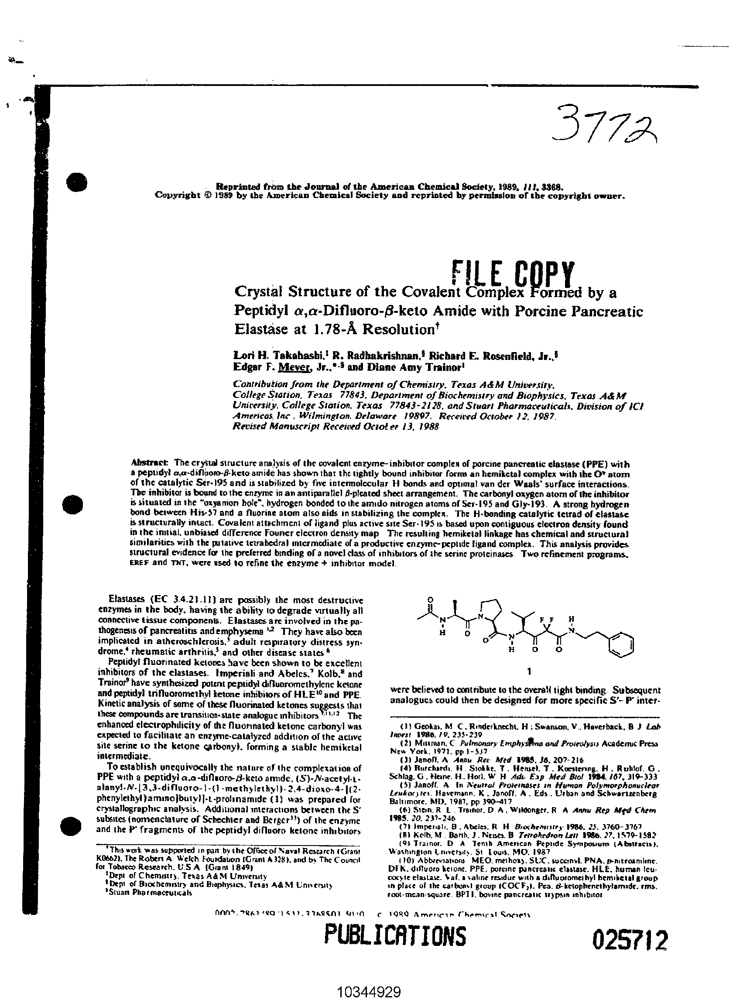 3772
Reprinted from the Journal of the American Chemical Society, 1989, 111, 3368.
Copyright © 1989 by the American Chemical Society and reprinted by permission of the copyright owner.
FILE COPY
Crystal Structure of the Covalent Complex Formed by a
Peptidyl α,α-Difluoro-β-keto Amide with Porcine Pancreatic
Elastase at 1.78-Å Resolution†
Lori H. Takahashi,‡ R. Radhakrishnan,§ Richard E. Rosenfield, Jr.,§
Edgar F. Meyer, Jr.,*,§ and Diane Amy Trainor∥
Contribution from the Department of Chemistry, Texas A&M University,
College Station, Texas 77843, Department of Biochemistry and Biophysics, Texas A&M
University, College Station, Texas 77843-2128, and Stuart Pharmaceuticals, Division of ICI
Americas, Inc., Wilmington, Delaware 19897. Received October 12, 1987.
Revised Manuscript Received October 13, 1988
Abstract: The crystal structure analysis of the covalent enzyme-inhibitor complex of porcine pancreatic elastase (PPE) with
a peptidyl α,α-difluoro-β-keto amide has shown that the tightly bound inhibitor forms an hemiketal complex with the Oγ atom
of the catalytic Ser-195 and is stabilized by five intermolecular H bonds and optimal van der Waals' surface interactions.
The inhibitor is bound to the enzyme in an antiparallel β-pleated sheet arrangement. The carbonyl oxygen atom of the inhibitor
is situated in the "oxyanion hole", hydrogen bonded to the amido nitrogen atoms of Ser-195 and Gly-193. A strong hydrogen
bond between His-57 and a fluorine atom also aids in stabilizing the complex. The H-bonding catalytic tetrad of elastase
is structurally intact. Covalent attachment of ligand plus active site Ser-195 is based upon contiguous electron density found
in the initial, unbiased difference Fourier electron density map. The resulting hemiketal linkage has chemical and structural
similarities with the putative tetrahedral intermediate of a productive enzyme-peptide ligand complex. This analysis provides
structural evidence for the preferred binding of a novel class of inhibitors of the serine proteinases. Two refinement programs,
EREF and TNT, were used to refine the enzyme + inhibitor model.
Elastases (EC 3.4.21.11) are possibly the most destructive
enzymes in the body, having the ability to degrade virtually all
connective tissue components. Elastases are involved in the pa-
thogenesis of pancreatitis and emphysema.1,2 They have also been
implicated in atherosclerosis,3 adult respiratory distress syn-
drome,4 rheumatic arthritis,5 and other disease states.6
Peptidyl fluorinated ketones have been shown to be excellent
inhibitors of the elastases. Imperiali and Abeles,7 Kolb,8 and
Trainor9 have synthesized potent peptidyl difluoromethylene ketone
and peptidyl trifluoromethyl ketone inhibitors of HLE10 and PPE.
Kinetic analysis of some of these fluorinated ketones suggests that
these compounds are transition-state analogue inhibitors.7,11,12 The
enhanced electrophilicity of the fluorinated ketone carbonyl was
expected to facilitate an enzyme-catalyzed addition of the active
site serine to the ketone carbonyl, forming a stable hemiketal
intermediate.
To establish unequivocally the nature of the complexation of
PPE with a peptidyl α,α-difluoro-β-keto amide, (S)-N-acetyl-L-
alanyl-N-[3,3-difluoro-1-(1-methylethyl)-2,4-dioxo-4-[(2-
phenylethyl)amino]butyl]-L-prolinamide (1) was prepared for
crystallographic analysis. Additional interactions between the S'
subsites (nomenclature of Schechter and Berger13) of the enzyme
and the P' fragments of the peptidyl difluoro ketone inhibitors
†This work was supported in part by the Office of Naval Research (Grant
K0662), The Robert A. Welch Foundation (Grant A328), and by The Council
for Tobacco Research, U.S.A. (Grant 1849)
‡Dept of Chemistry, Texas A&M University
§Dept of Biochemistry and Biophysics, Texas A&M University
∥Stuart Pharmaceuticals
O
N
H
O
N
O
N
H
O
F F
O
H
N
1
were believed to contribute to the overall tight binding. Subsequent
analogues could then be designed for more specific S'- P' inter-
(1) Geokas, M. C.; Rinderknecht, H.; Swanson, V.; Haverback, B. J. Lab
Invest 1986, 19, 235-239
(2) Mittman, C. Pulmonary Emphysema and Proteolysis Academic Press
New York, 1971, pp 1-537
(3) Janoff, A. Annu Rev Med 1985, 36, 207-216
(4) Burchardi, H.; Stokke, T.; Hensel, T.; Koestering, H.; Ruhlof, G.;
Schlag, G.; Heine, H.; Horl, W. H. Adv Exp Med Biol 1984, 167, 319-333
(5) Janoff, A. In Neutral Proteinases in Human Polymorphonuclear
Leukocytes; Havemann, K., Janoff, A., Eds.; Urban and Schwartzenberg
Baltimore, MD, 1981, pp 390-417
(6) Stein, R. L.; Trainor, D. A.; Wildonger, R. A. Annu Rep Med Chem
1985, 20, 237-246
(7) Imperiali, B.; Abeles, R. H. Biochemistry 1986, 25, 3760-3767
(8) Kolb, M.; Barth, J.; Neises, B. Tetrahedron Lett 1986, 27, 1579-1582
(9) Trainor, D. A. Tenth American Peptide Symposium (Abstracts),
Washington University, St. Louis, MO, 1987
(10) Abbreviations MEO, methoxy, SUC, succinyl, PNA, p-nitroaniline,
DFK, difluoro ketone, PPE, porcine pancreatic elastase, HLE, human leu-
cocyte elastase, Vaf, a valine residue with a difluoromethyl hemiketal group
in place of the carbonyl group (COCF2), Pea, β-ketophenethylamide, rms,
root-mean-square, BPTI, bovine pancreatic trypsin inhibitor
0002-7863/89/1511-3368$01.50/0 © 1989 American Chemical Society
PUBLICATIONS
025712
10344929